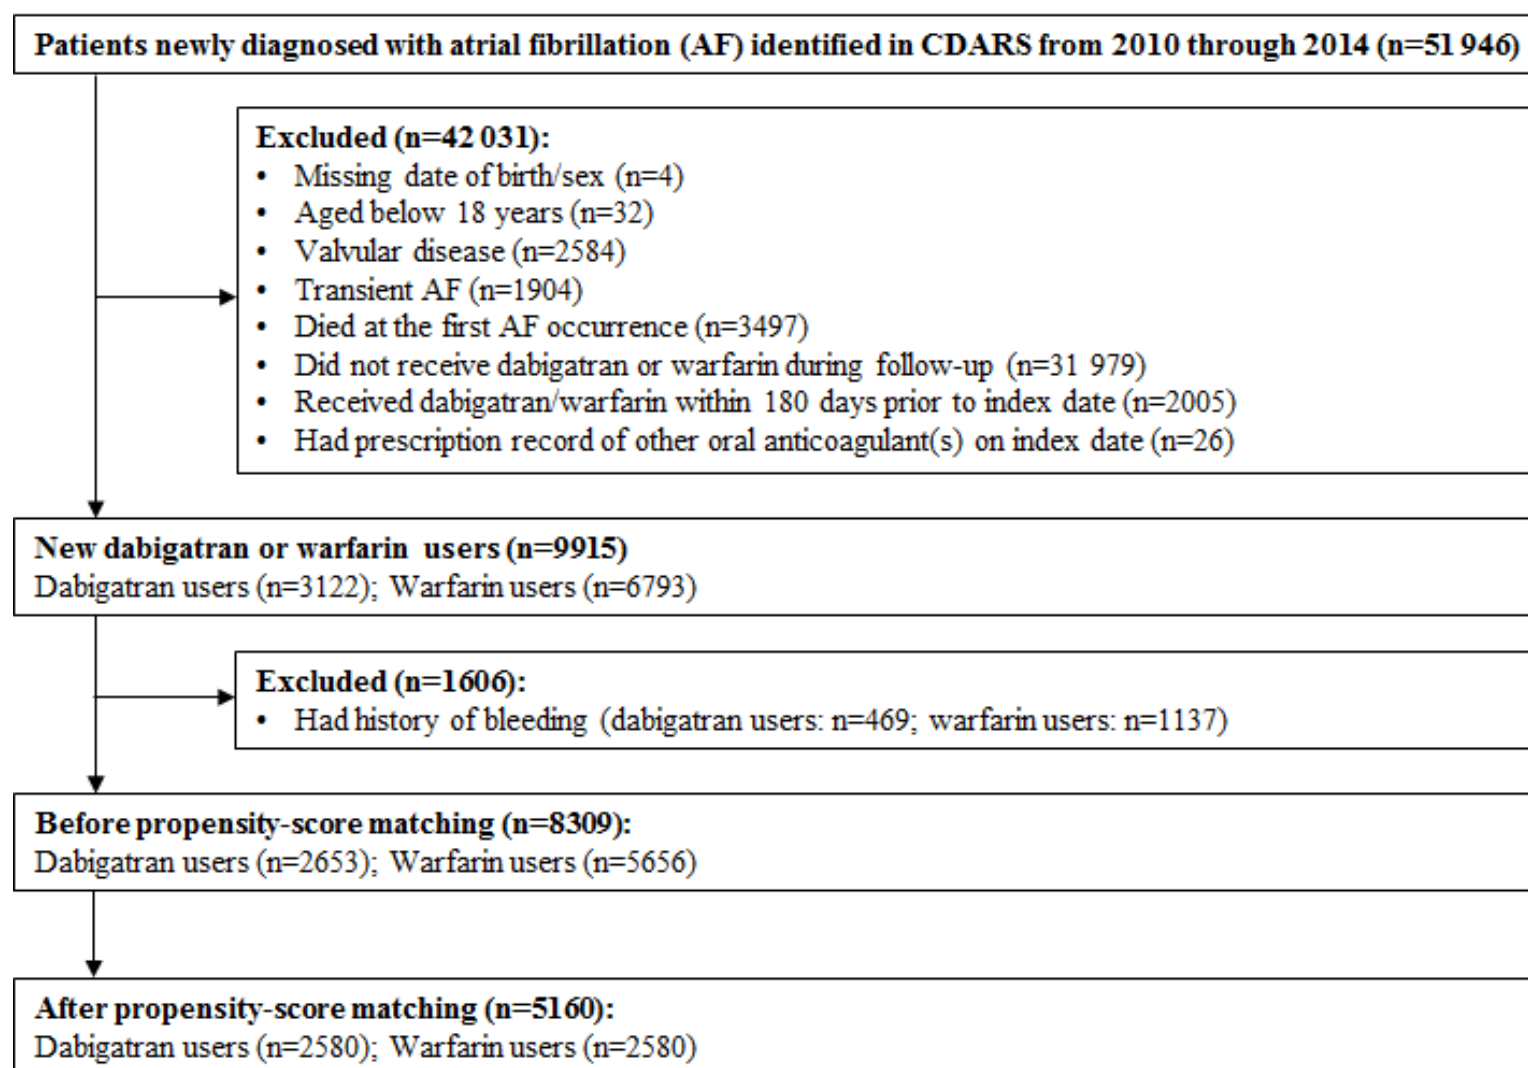 Patients newly diagnosed with atrial fibrillation (AF) identified in CDARS from 2010 through 2014 (n=51 946)
Excluded (n=42 031):
• Missing date of birth/sex (n=4)
• Aged below 18 years (n=32)
• Valvular disease (n=2584)
• Transient AF (n=1904)
• Died at the first AF occurrence (n=3497)
• Did not receive dabigatran or warfarin during follow-up (n=31 979)
• Received dabigatran/warfarin within 180 days prior to index date (n=2005)
• Had prescription record of other oral anticoagulant(s) on index date (n=26)
New dabigatran or warfarin users (n=9915)
Dabigatran users (n=3122); Warfarin users (n=6793)
Excluded (n=1606):
• Had history of bleeding (dabigatran users: n=469; warfarin users: n=1137)
Before propensity-score matching (n=8309):
Dabigatran users (n=2653); Warfarin users (n=5656)
After propensity-score matching (n=5160):
Dabigatran users (n=2580); Warfarin users (n=2580)